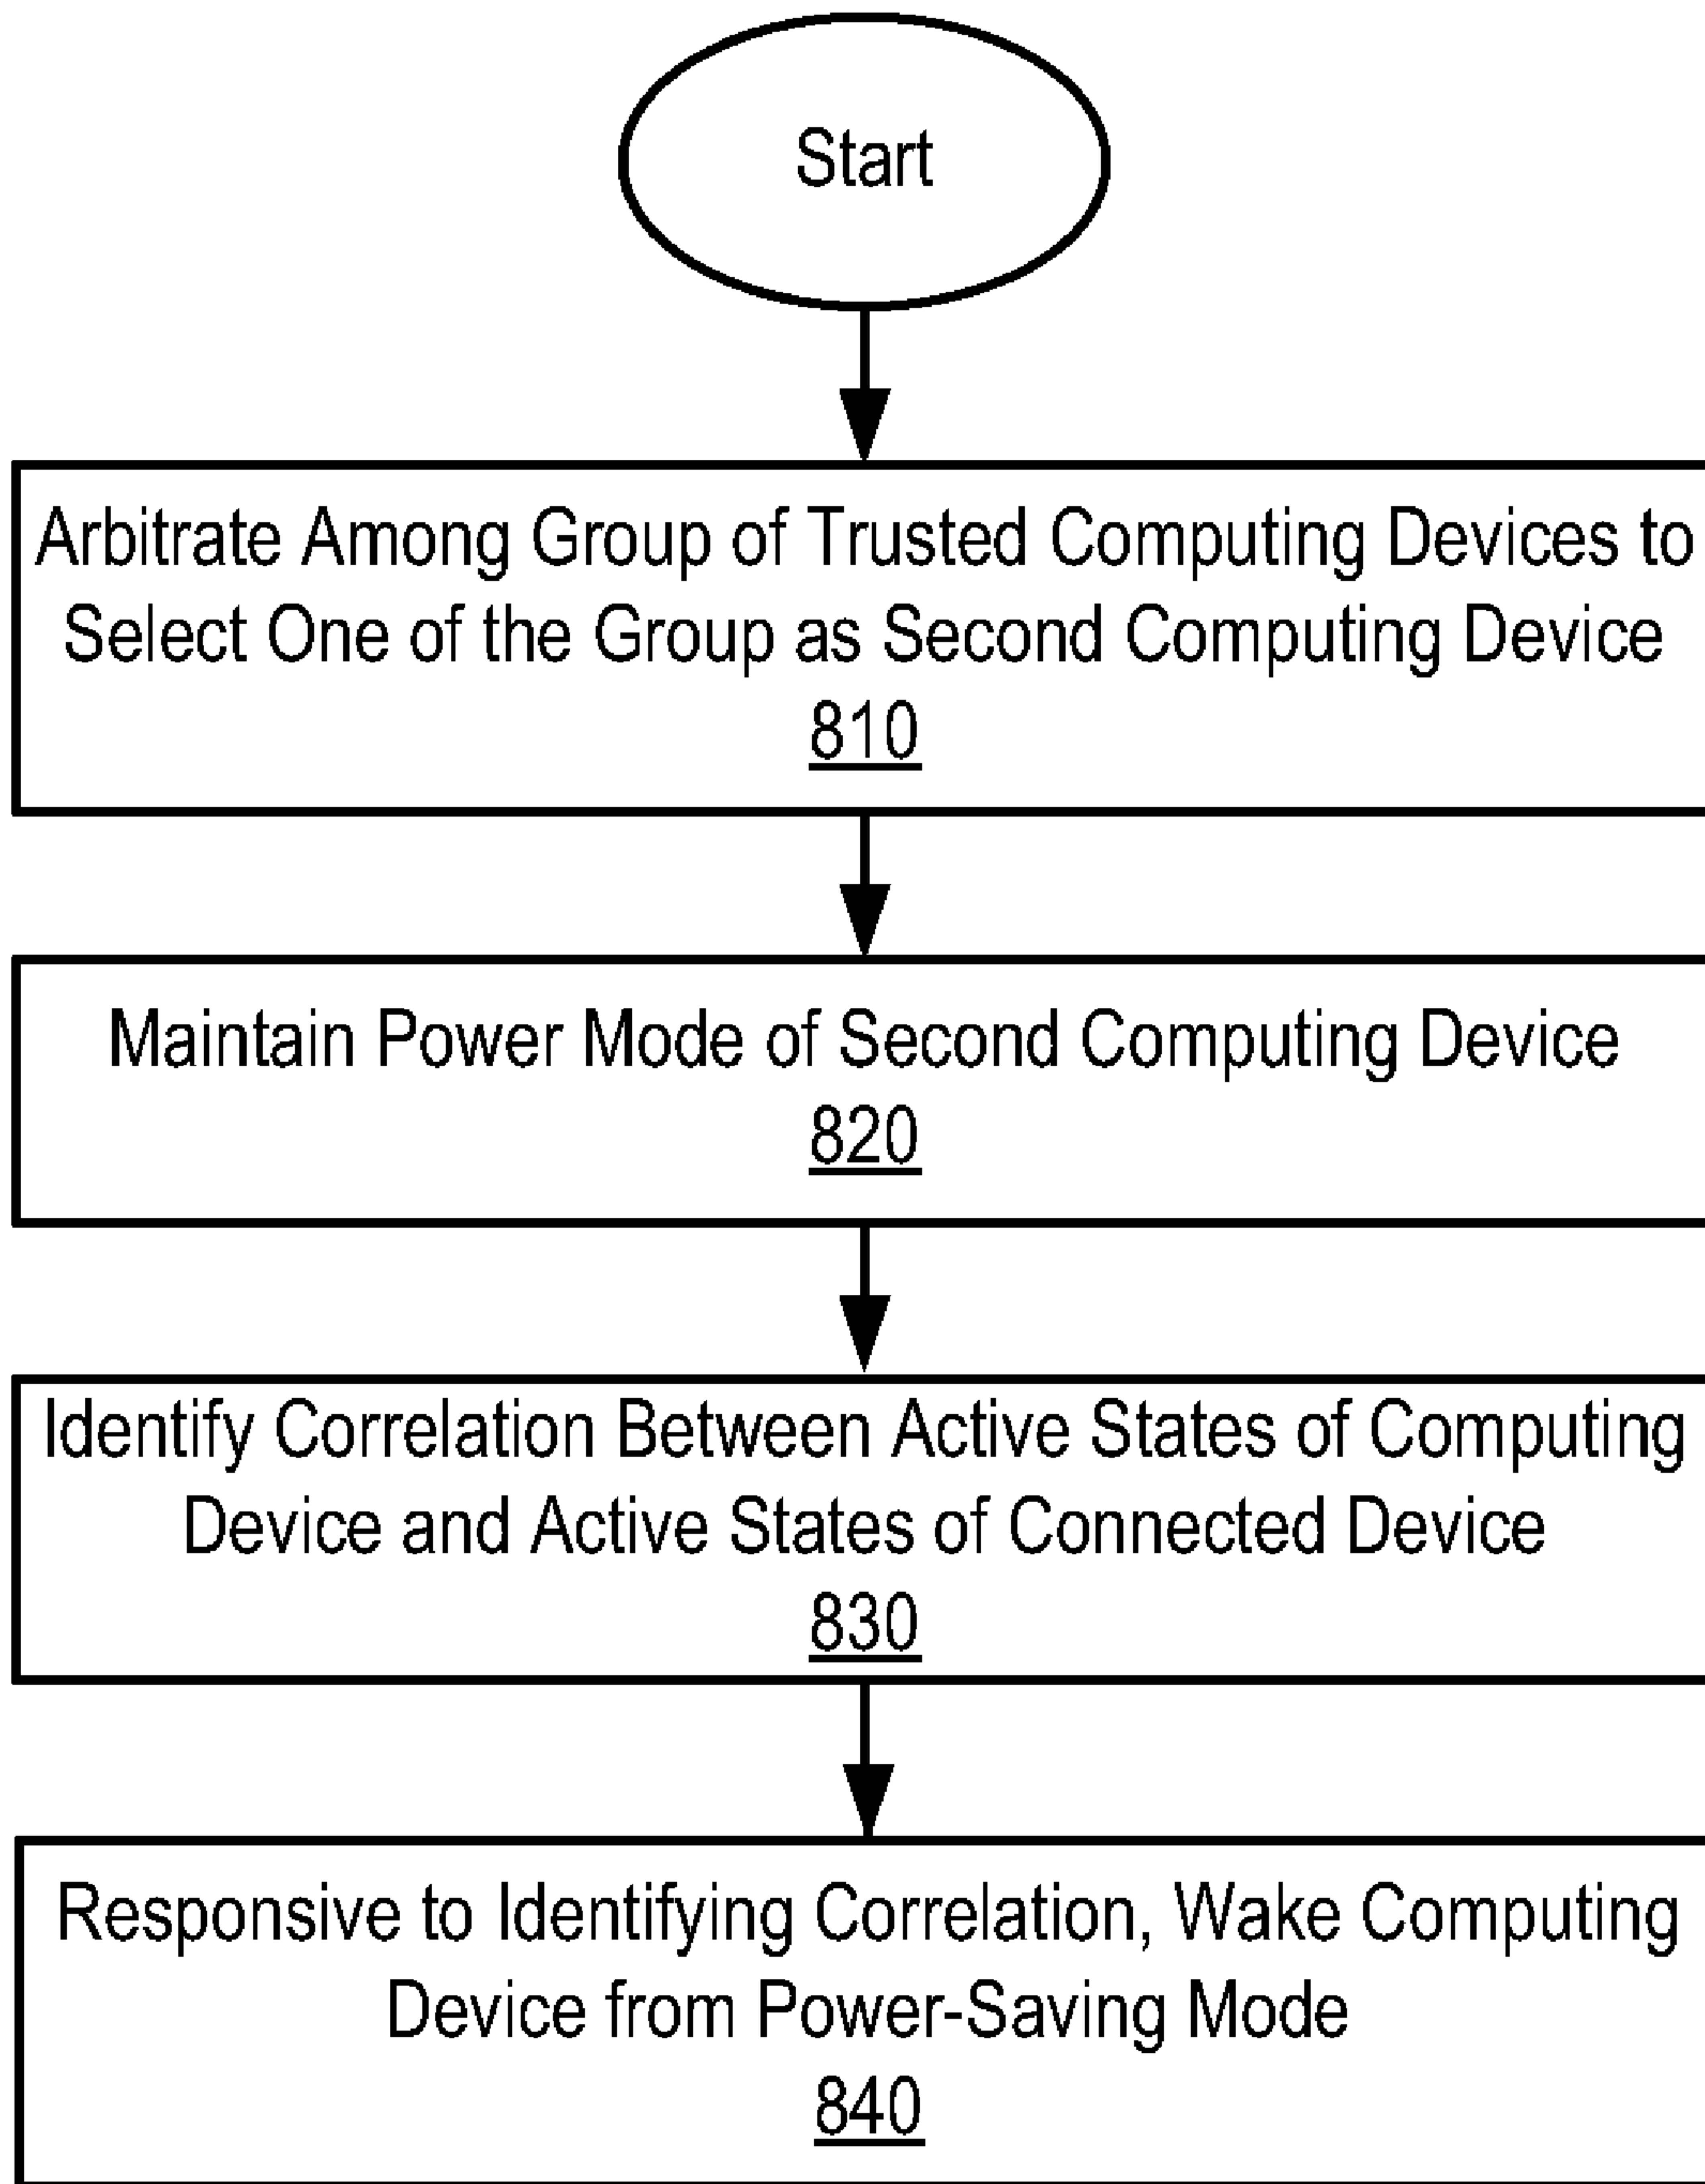 Start
Arbitrate Among Group of Trusted Computing Devices to
Select One of the Group as Second Computing Device
810
Maintain Power Mode of Second Computing Device
820
Identify Correlation Between Active States of Computing
Device and Active States of Connected Device
830
Responsive to Identifying Correlation, Wake Computing
Device from Power-Saving Mode
840